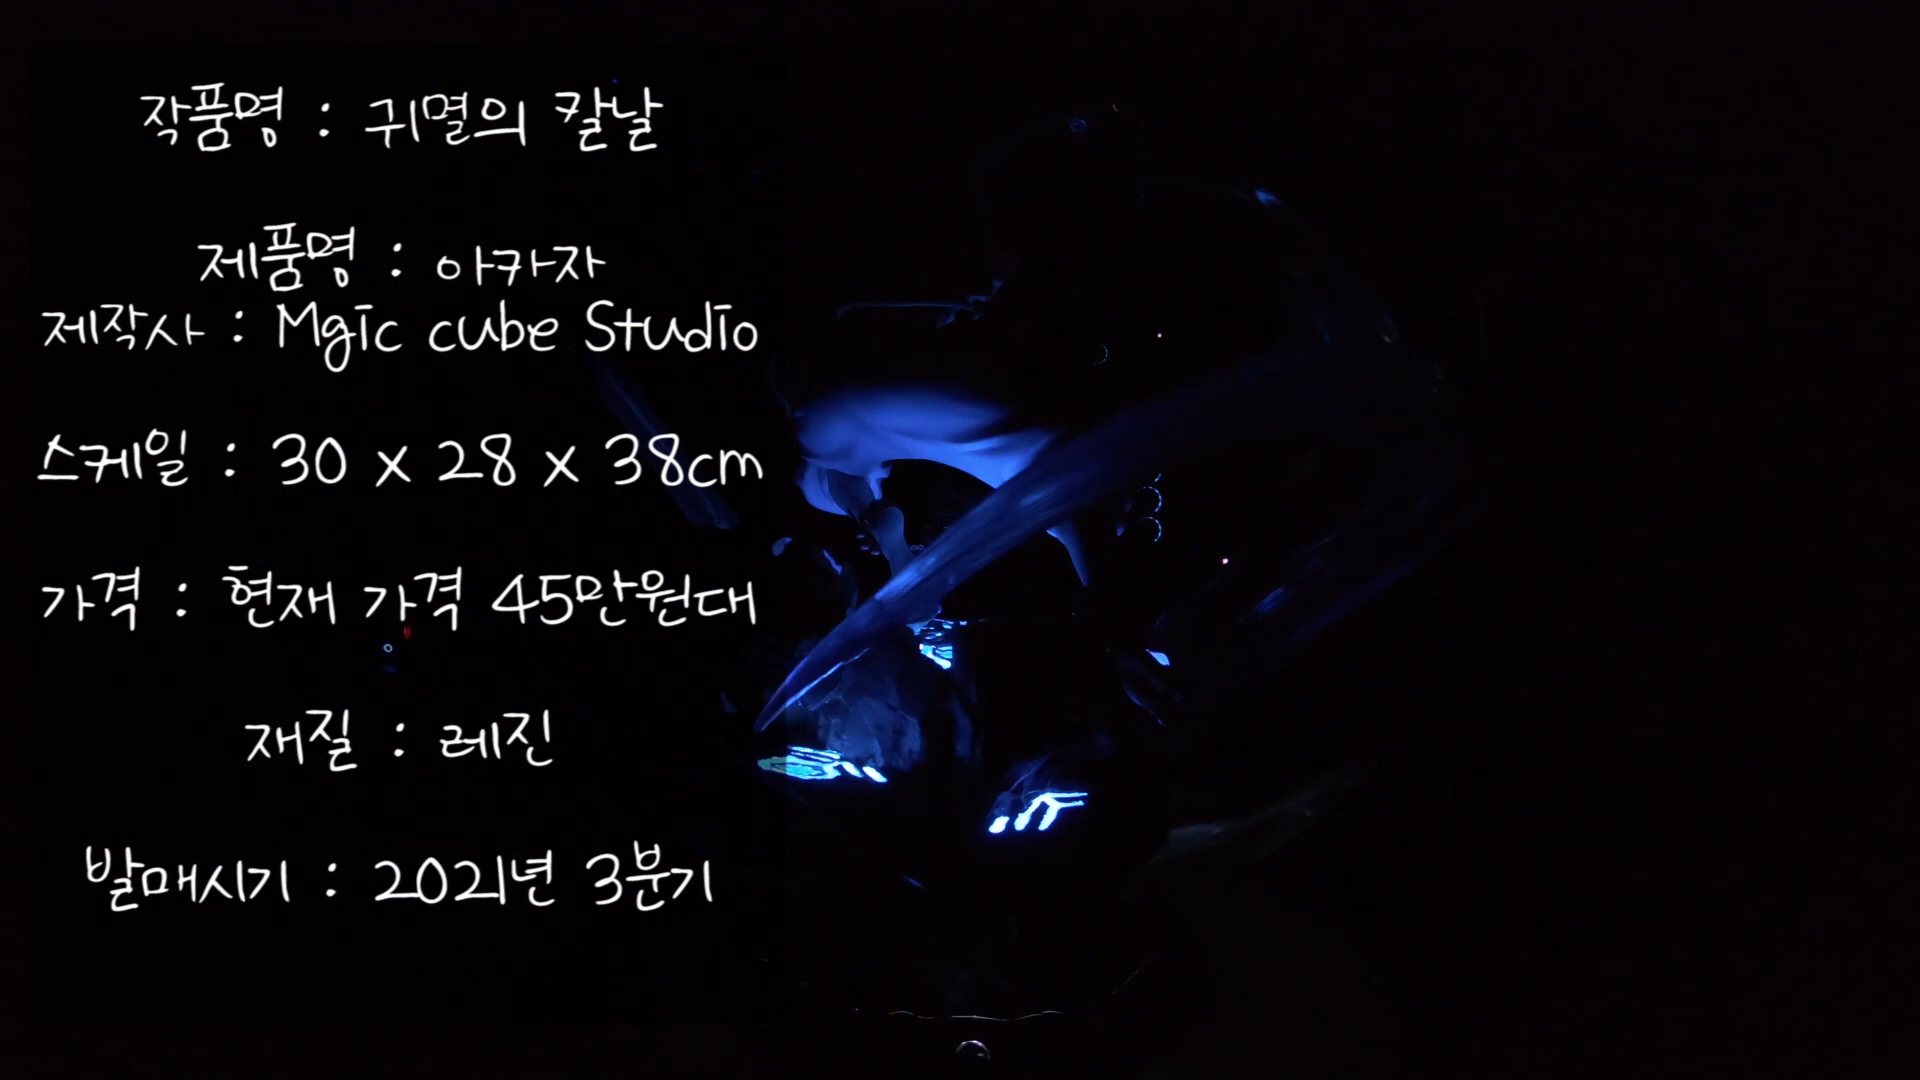 작품명 : 귀멸의 칼날
제품명 : 아카자
제작사 : Mgic cube Studio
스케일 : 30 x 28 x 38cm
가격 : 현재 가격 45만원대
재질 : 레진
발매시기 : 2021년 3분기